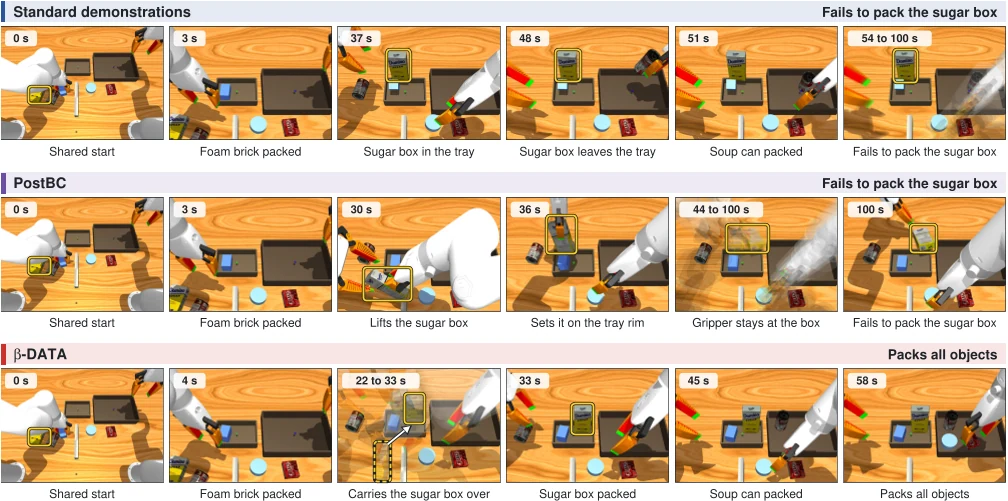 Standard demonstrations
Fails to pack the sugar box
0 s
3 s
37 s
48 s
51 s
54 to 100 s
Shared start
Foam brick packed
Sugar box in the tray
Sugar box leaves the tray
Soup can packed
Fails to pack the sugar box
PostBC
Fails to pack the sugar box
0 s
3 s
30 s
36 s
44 to 100 s
100 s
Shared start
Foam brick packed
Lifts the sugar box
Sets it on the tray rim
Gripper stays at the box
Fails to pack the sugar box
β-DATA
Packs all objects
0 s
4 s
22 to 33 s
33 s
45 s
58 s
Shared start
Foam brick packed
Carries the sugar box over
Sugar box packed
Soup can packed
Packs all objects